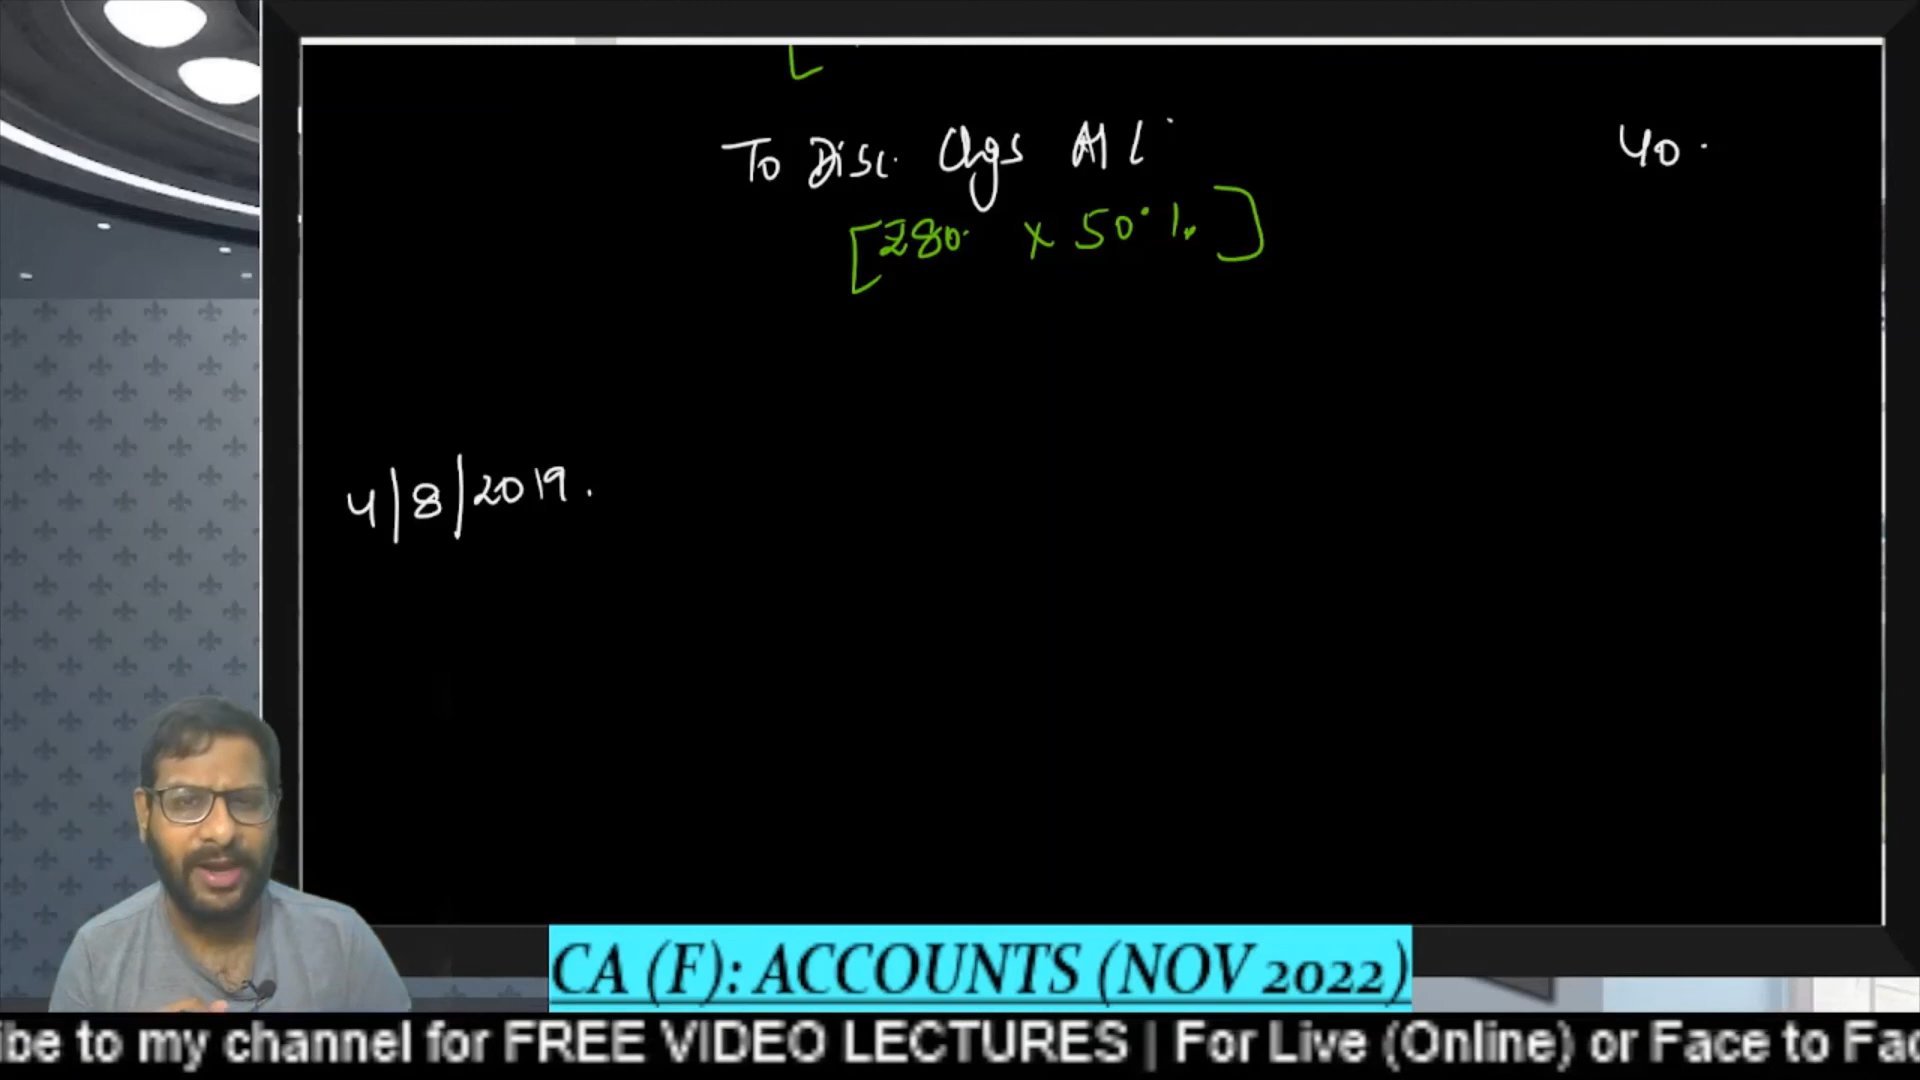 To Disc. Chgs A/c 40.
[₹80. x 50%]
4/8/2019.
CA (F): ACCOUNTS (NOV 2022)
ibe to my channel for FREE VIDEO LECTURES | For Live (Online) or Face to Fac